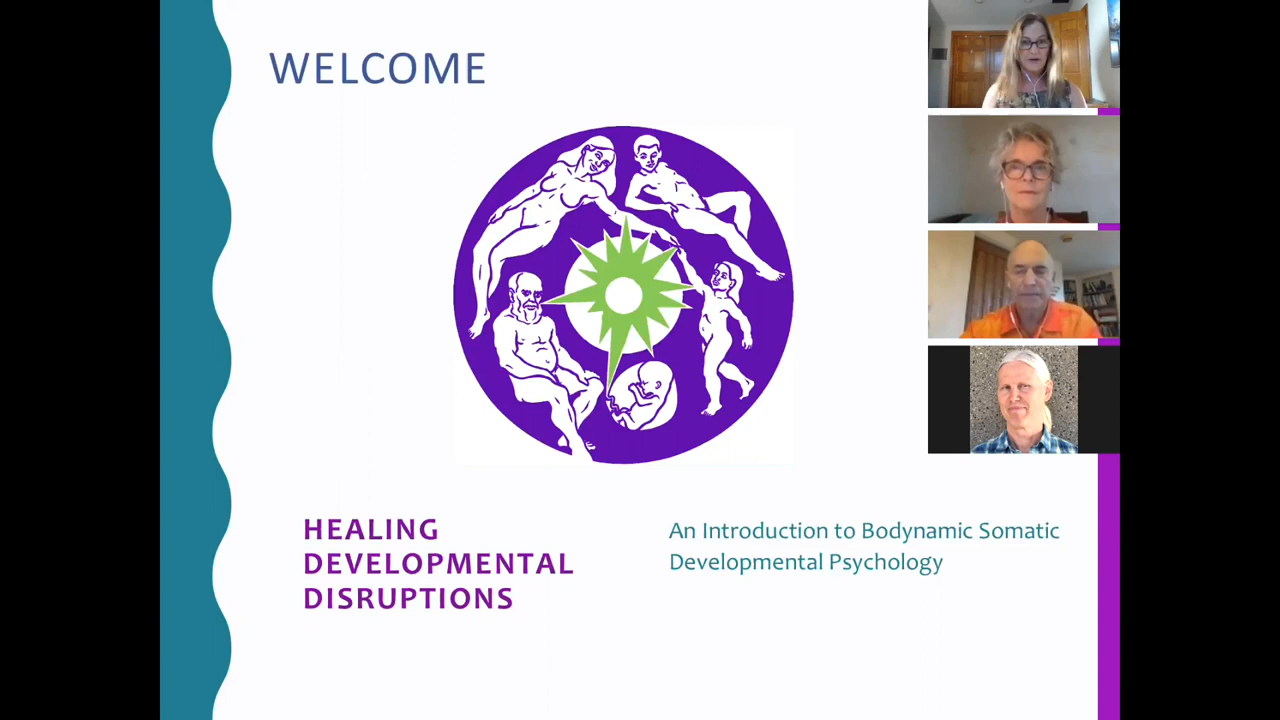 WELCOME
HEALING
DEVELOPMENTAL
DISRUPTIONS
An Introduction to Bodynamic Somatic
Developmental Psychology